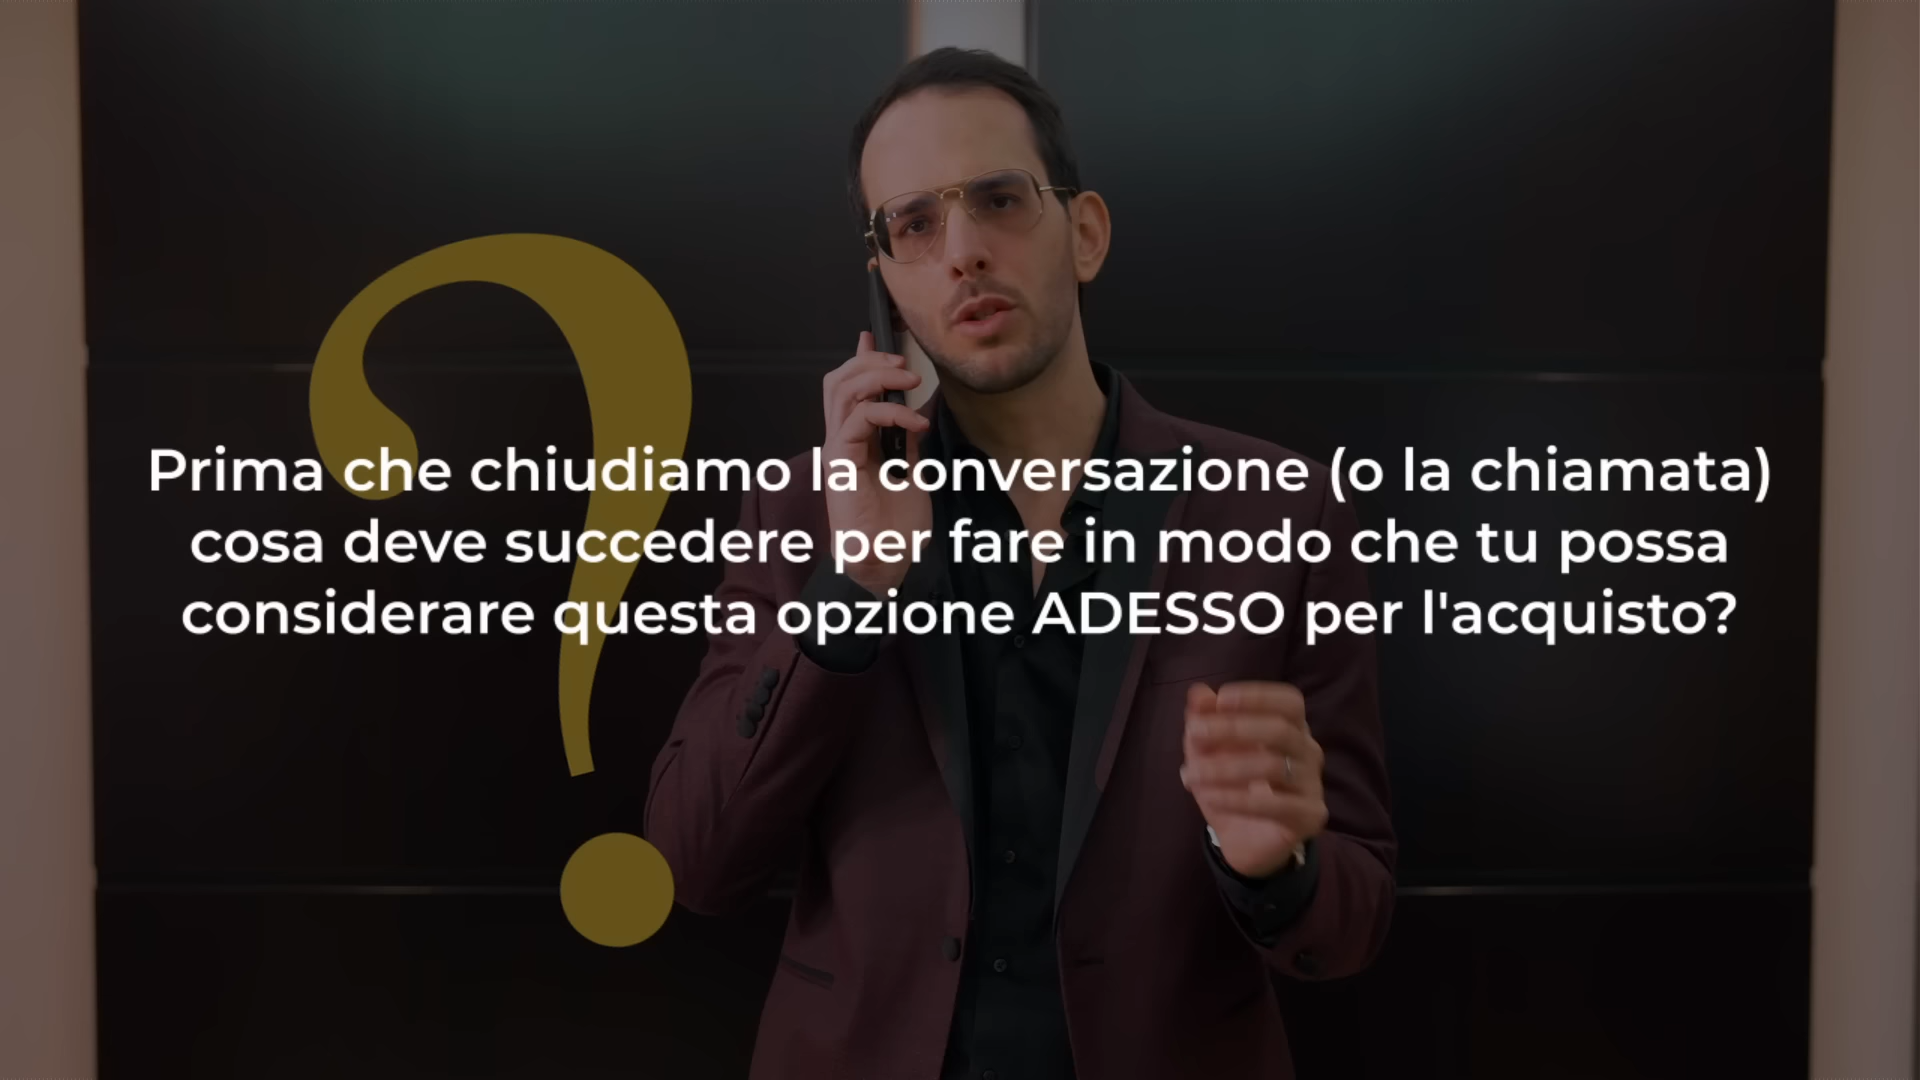 Prima che chiudiamo la conversazione (o la chiamata)
cosa deve succedere per fare in modo che tu possa
considerare questa opzione ADESSO per l'acquisto?